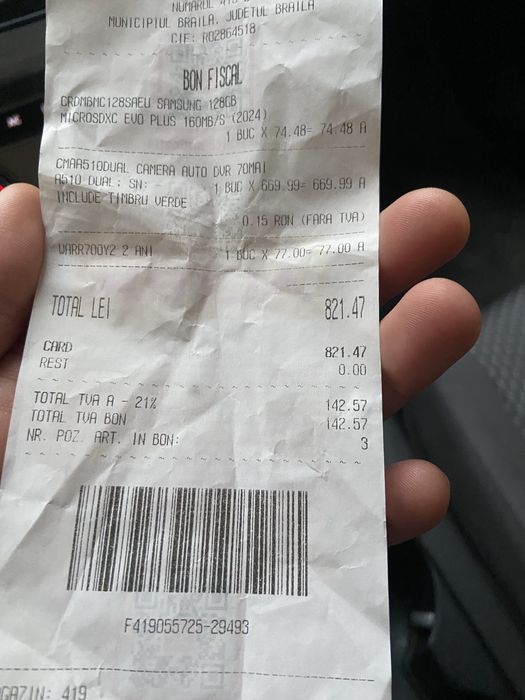 NUMARUL
MUNICIPIUL BRAILA, JUDETUL BRAILA
CIF: RO2864518
BON FISCAL
CRDMBMC128SAEU SAMSUNG 128GB
MICROSDXC EVO PLUS 160MB/S (2024)
1 BUC X 74.48= 74.48 A
CMAA510DUAL CAMERA AUTO DVR 70MAI
A510 DUAL: SN: - 1 BUC X 669.99= 669.99 A
INCLUDE TIMBRU VERDE
0.15 RON (FARA TVA)
WARR700Y2 2 ANI 1 BUC X 77.00= 77.00 A
TOTAL LEI 821.47
CARD 821.47
REST 0.00
TOTAL TVA A - 21% 142.57
TOTAL TVA BON 142.57
NR. POZ. ART. IN BON: 3
F419055725-29493
GAZIN: 419